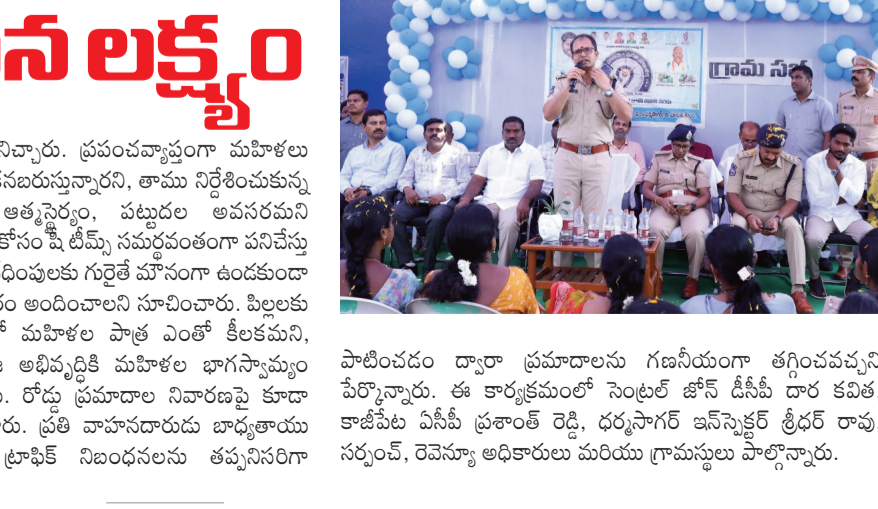 న లక్ష్యం
నిచ్చారు. ప్రపంచవ్యాప్తంగా మహిళలు
కనబరుస్తున్నారని, తాము నిర్దేశించుకున్న
ఆత్మస్థైర్యం, పట్టుదల అవసరమని
కోసం షీ టీమ్స్ సమర్థవంతంగా పనిచేస్తు
ధింపులకు గురైతే మౌనంగా ఉండకుండా
రం అందించాలని సూచించారు. పిల్లలకు
లో మహిళల పాత్ర ఎంతో కీలకమని,
అభివృద్ధికి మహిళల భాగస్వామ్యం
రోడ్డు ప్రమాదాల నివారణపై కూడా
రు. ప్రతి వాహనదారుడు బాధ్యతాయు
ట్రాఫిక్ నిబంధనలను తప్పనిసరిగా
గ్రామ సభ
పాటించడం ద్వారా ప్రమాదాలను గణనీయంగా తగ్గించవచ్చని
పేర్కొన్నారు. ఈ కార్యక్రమంలో సెంట్రల్ జోన్ డీసీపీ దార కవిత,
కాజీపేట ఏసీపీ ప్రశాంత్ రెడ్డి, ధర్మసాగర్ ఇన్‌స్పెక్టర్ శ్రీధర్ రావు,
సర్పంచ్, రెవెన్యూ అధికారులు మరియు గ్రామస్థులు పాల్గొన్నారు.